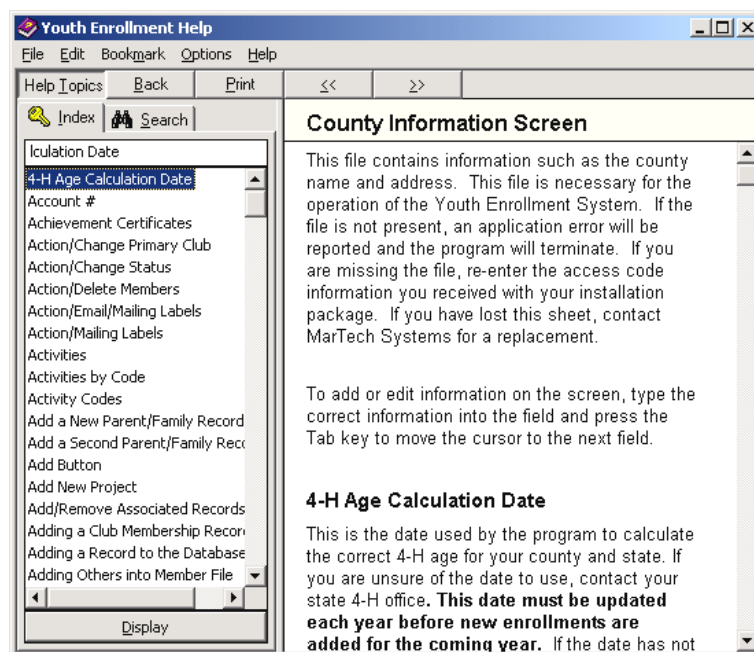 Youth Enrollment Help
File Edit Bookmark Options Help
Help Topics Back Print << >>
Index Search
lculation Date
4-H Age Calculation Date
Account #
Achievement Certificates
Action/Change Primary Club
Action/Change Status
Action/Delete Members
Action/Email/Mailing Labels
Action/Mailing Labels
Activities
Activities by Code
Activity Codes
Add a New Parent/Family Record
Add a Second Parent/Family Rec
Add Button
Add New Project
Add/Remove Associated Records
Adding a Club Membership Recor
Adding a Record to the Database
Adding Others into Member File
Display
County Information Screen
This file contains information such as the county
name and address. This file is necessary for the
operation of the Youth Enrollment System. If the
file is not present, an application error will be
reported and the program will terminate. If you
are missing the file, re-enter the access code
information you received with your installation
package. If you have lost this sheet, contact
MarTech Systems for a replacement.
To add or edit information on the screen, type the
correct information into the field and press the
Tab key to move the cursor to the next field.
4-H Age Calculation Date
This is the date used by the program to calculate
the correct 4-H age for your county and state. If
you are unsure of the date to use, contact your
state 4-H office. This date must be updated
each year before new enrollments are
added for the coming year. If the date has not